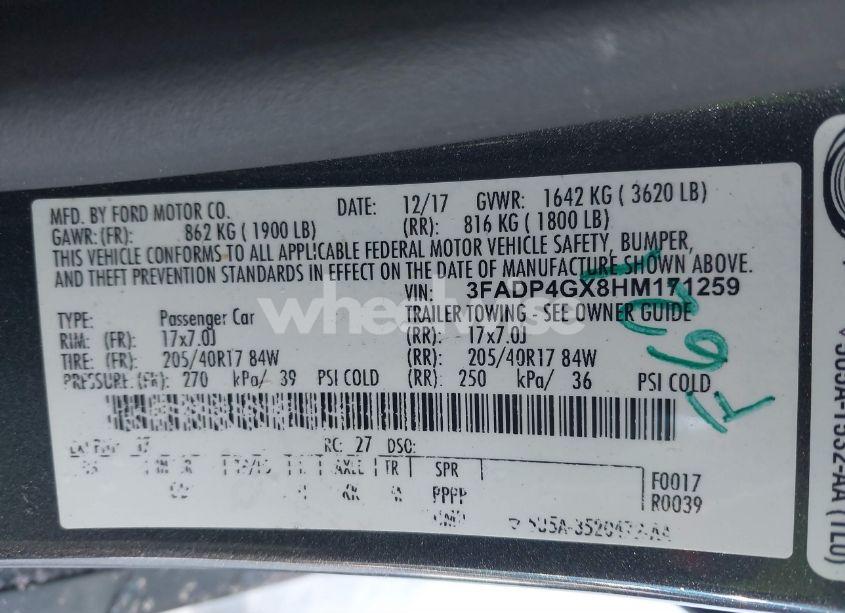 MFD. BY FORD MOTOR CO. DATE: 12/17 GVWR: 1642 KG ( 3620 LB)
GAWR: (FR): 862 KG ( 1900 LB) (RR): 816 KG ( 1800 LB)
THIS VEHICLE CONFORMS TO ALL APPLICABLE FEDERAL MOTOR VEHICLE SAFETY, BUMPER,
AND THEFT PREVENTION STANDARDS IN EFFECT ON THE DATE OF MANUFACTURE SHOWN ABOVE.
VIN: 3FADP4GX8HM171259
TYPE: Passenger Car TRAILER TOWING - SEE OWNER GUIDE
RIM: (FR): 17x7.0J (RR): 17x7.0J
TIRE: (FR): 205/40R17 84W (RR): 205/40R17 84W
PRESSURE: (FR): 270 kPa/ 39 PSI COLD (RR): 250 kPa/ 36 PSI COLD
RC: 27 DSO:
AXLE TR SPR
PPPP
F0017
R0039